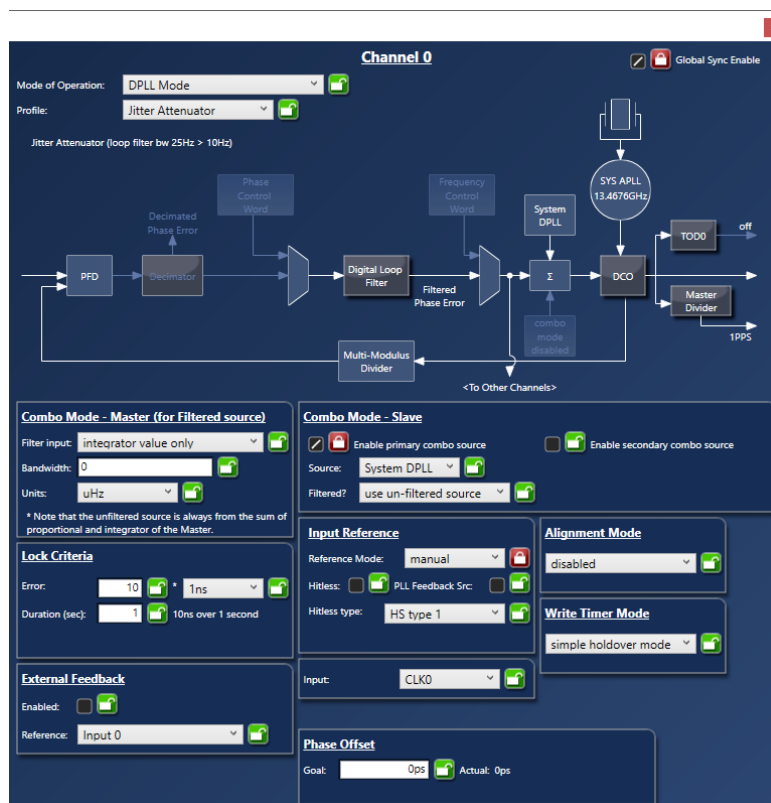 Channel 0
Global Sync Enable
Mode of Operation: DPLL Mode
Profile: Jitter Attenuator
Jitter Attenuator (loop filter bw 25Hz > 10Hz)
Phase
Control
Word
Frequency
Control
Word
SYS APLL
13.4676GHz
Decimated
Phase Error
System
DPLL
TOD0
off
PFD
Decimator
Digital Loop
Filter
Filtered
Phase Error
Σ
DCO
Master
Divider
1PPS
combo
mode
disabled
Multi-Modulus
Divider
<To Other Channels>
Combo Mode - Master (for Filtered source)
Filter input: integrator value only
Bandwidth: 0
Units: uHz
* Note that the unfiltered source is always from the sum of
proportional and integrator of the Master.
Combo Mode - Slave
Enable primary combo source
Enable secondary combo source
Source: System DPLL
Filtered? use un-filtered source
Lock Criteria
Error: 10 * 1ns
Duration (sec): 1 10ns over 1 second
Input Reference
Reference Mode: manual
Hitless: PLL Feedback Src:
Hitless type: HS type 1
Alignment Mode
disabled
Write Timer Mode
simple holdover mode
External Feedback
Enabled:
Reference: Input 0
Input: CLK0
Phase Offset
Goal: 0ps Actual: 0ps